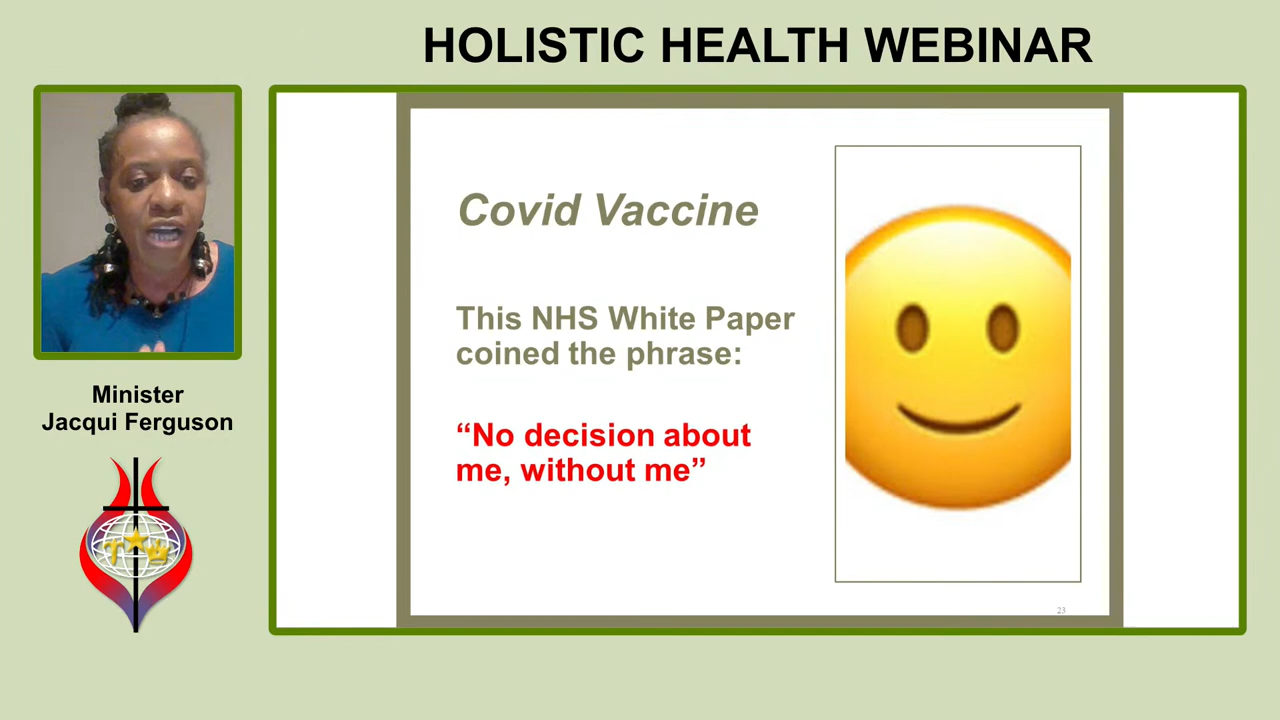 HOLISTIC HEALTH WEBINAR
Minister
Jacqui Ferguson
Covid Vaccine
This NHS White Paper
coined the phrase:
“No decision about
me, without me”
23